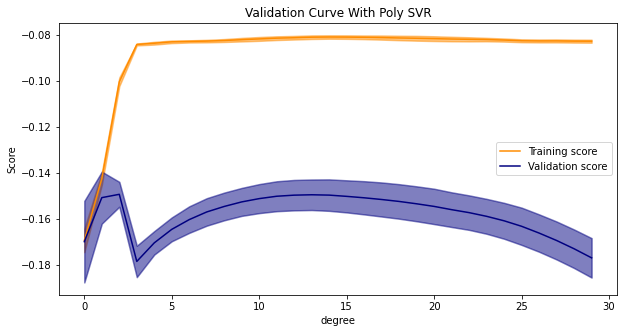 Validation Curve With Poly SVR
−0.08
−0.10
−0.12
−0.14
−0.16
−0.18
Score
Training score
Validation score
0
5
10
15
20
25
30
degree